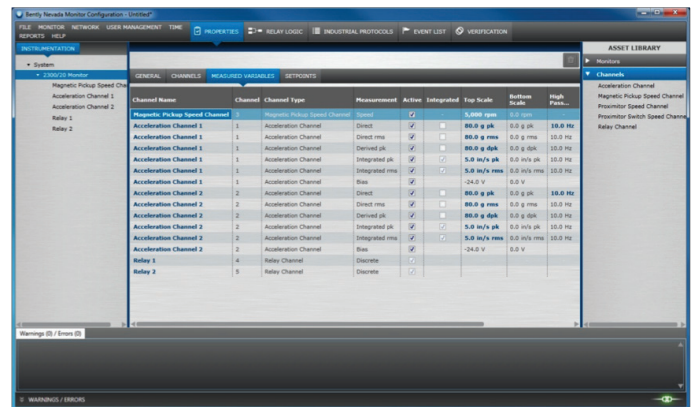 Bently Nevada Monitor Configuration - Untitled*
FILE MONITOR NETWORK USER MANAGEMENT TIME PROPERTIES RELAY LOGIC INDUSTRIAL PROTOCOLS EVENT LIST VERIFICATION
REPORTS HELP
INSTRUMENTATION
System
2300/20 Monitor
Magnetic Pickup Speed Cha
Acceleration Channel 1
Acceleration Channel 2
Relay 1
Relay 2
GENERAL CHANNELS MEASURED VARIABLES SETPOINTS
Channel Name Channel Channel Type Measurement Active Integrated Top Scale Bottom Scale High Pass...
Magnetic Pickup Speed Channel 3 Magnetic Pickup Speed Channel Speed - 5,000 rpm 0.0 rpm -
Acceleration Channel 1 1 Acceleration Channel Direct 80.0 g pk 0.0 g pk 10.0 Hz
Acceleration Channel 1 1 Acceleration Channel Direct rms 80.0 g rms 0.0 g rms 10.0 Hz
Acceleration Channel 1 1 Acceleration Channel Derived pk 80.0 g dpk 0.0 g dpk 10.0 Hz
Acceleration Channel 1 1 Acceleration Channel Integrated pk 5.0 in/s pk 0.0 in/s pk 10.0 Hz
Acceleration Channel 1 1 Acceleration Channel Integrated rms 5.0 in/s rms 0.0 in/s rms 10.0 Hz
Acceleration Channel 1 1 Acceleration Channel Bias -24.0 V 0.0 V
Acceleration Channel 2 2 Acceleration Channel Direct 80.0 g pk 0.0 g pk 10.0 Hz
Acceleration Channel 2 2 Acceleration Channel Direct rms 80.0 g rms 0.0 g rms 10.0 Hz
Acceleration Channel 2 2 Acceleration Channel Derived pk 80.0 g dpk 0.0 g dpk 10.0 Hz
Acceleration Channel 2 2 Acceleration Channel Integrated pk 5.0 in/s pk 0.0 in/s pk 10.0 Hz
Acceleration Channel 2 2 Acceleration Channel Integrated rms 5.0 in/s rms 0.0 in/s rms 10.0 Hz
Acceleration Channel 2 2 Acceleration Channel Bias -24.0 V 0.0 V
Relay 1 4 Relay Channel Discrete
Relay 2 5 Relay Channel Discrete
ASSET LIBRARY
Monitors
Channels
Acceleration Channel
Magnetic Pickup Speed Channel
Proximitor Speed Channel
Proximitor Switch Speed Channe
Relay Channel
Warnings (0) / Errors (0)
WARNINGS / ERRORS